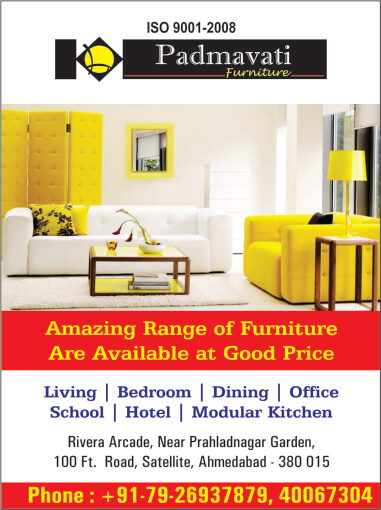 ISO 9001-2008
Padmavati
Furniture
Amazing Range of Furniture
Are Available at Good Price
Living | Bedroom | Dining | Office
School | Hotel | Modular Kitchen
Rivera Arcade, Near Prahladnagar Garden,
100 Ft. Road, Satellite, Ahmedabad - 380 015
Phone : +91-79-26937879, 40067304